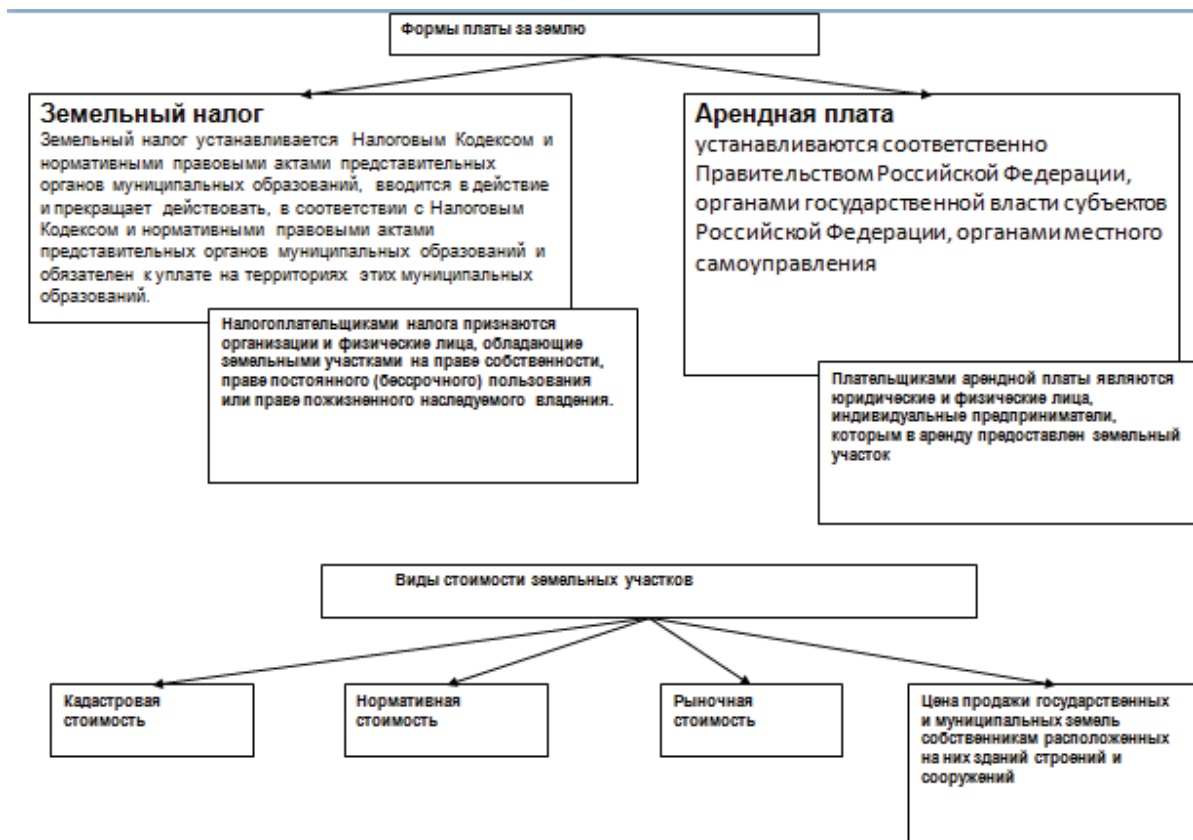 Формы платы за землю
Земельный налог
Земельный налог устанавливается Налоговым Кодексом и
нормативными правовыми актами представительных
органов муниципальных образований, вводится в действие
и прекращает действовать, в соответствии с Налоговым
Кодексом и нормативными правовыми актами
представительных органов муниципальных образований и
обязателен к уплате на территориях этих муниципальных
образований.
Налогоплательщиками налога признаются
организации и физические лица, обладающие
земельными участками на праве собственности,
праве постоянного (бессрочного) пользования
или праве пожизненного наследуемого владения.
Арендная плата
устанавливаются соответственно
Правительством Российской Федерации,
органами государственной власти субъектов
Российской Федерации, органами местного
самоуправления
Плательщиками арендной платы являются
юридические и физические лица,
индивидуальные предприниматели,
которым в аренду предоставлен земельный
участок
Виды стоимости земельных участков
Кадастровая
стоимость
Нормативная
стоимость
Рыночная
стоимость
Цена продажи государственных
и муниципальных земель
собственникам расположенных
на них зданий строений и
сооружений